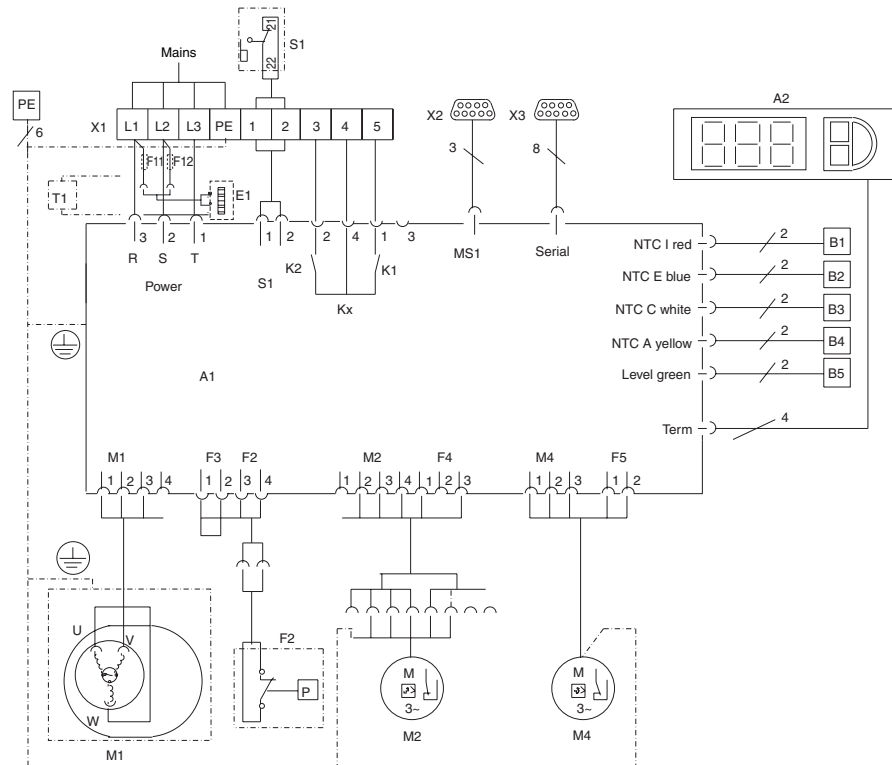 21
S1
22
Mains
A2
PE
6
X1 L1 L2 L3 PE 1 2 3 4 5
X2
X3
3
8
F11 F12
T1
E1
3 2 1
1 2
2 4 1 3
R S T
S1
K2 K1
MS1
Serial
Power
Kx
NTC I red 2 B1
NTC E blue 2 B2
NTC C white 2 B3
NTC A yellow 2 B4
Level green 2 B5
A1
Term 4
M1 F3 F2 M2 F4 M4 F5
1 2 3 4 1 2 3 4 1 2 3 4 1 2 3 1 2 3 1 2
U V
W
M1
F2
P
M
3~
M2
M
3~
M4